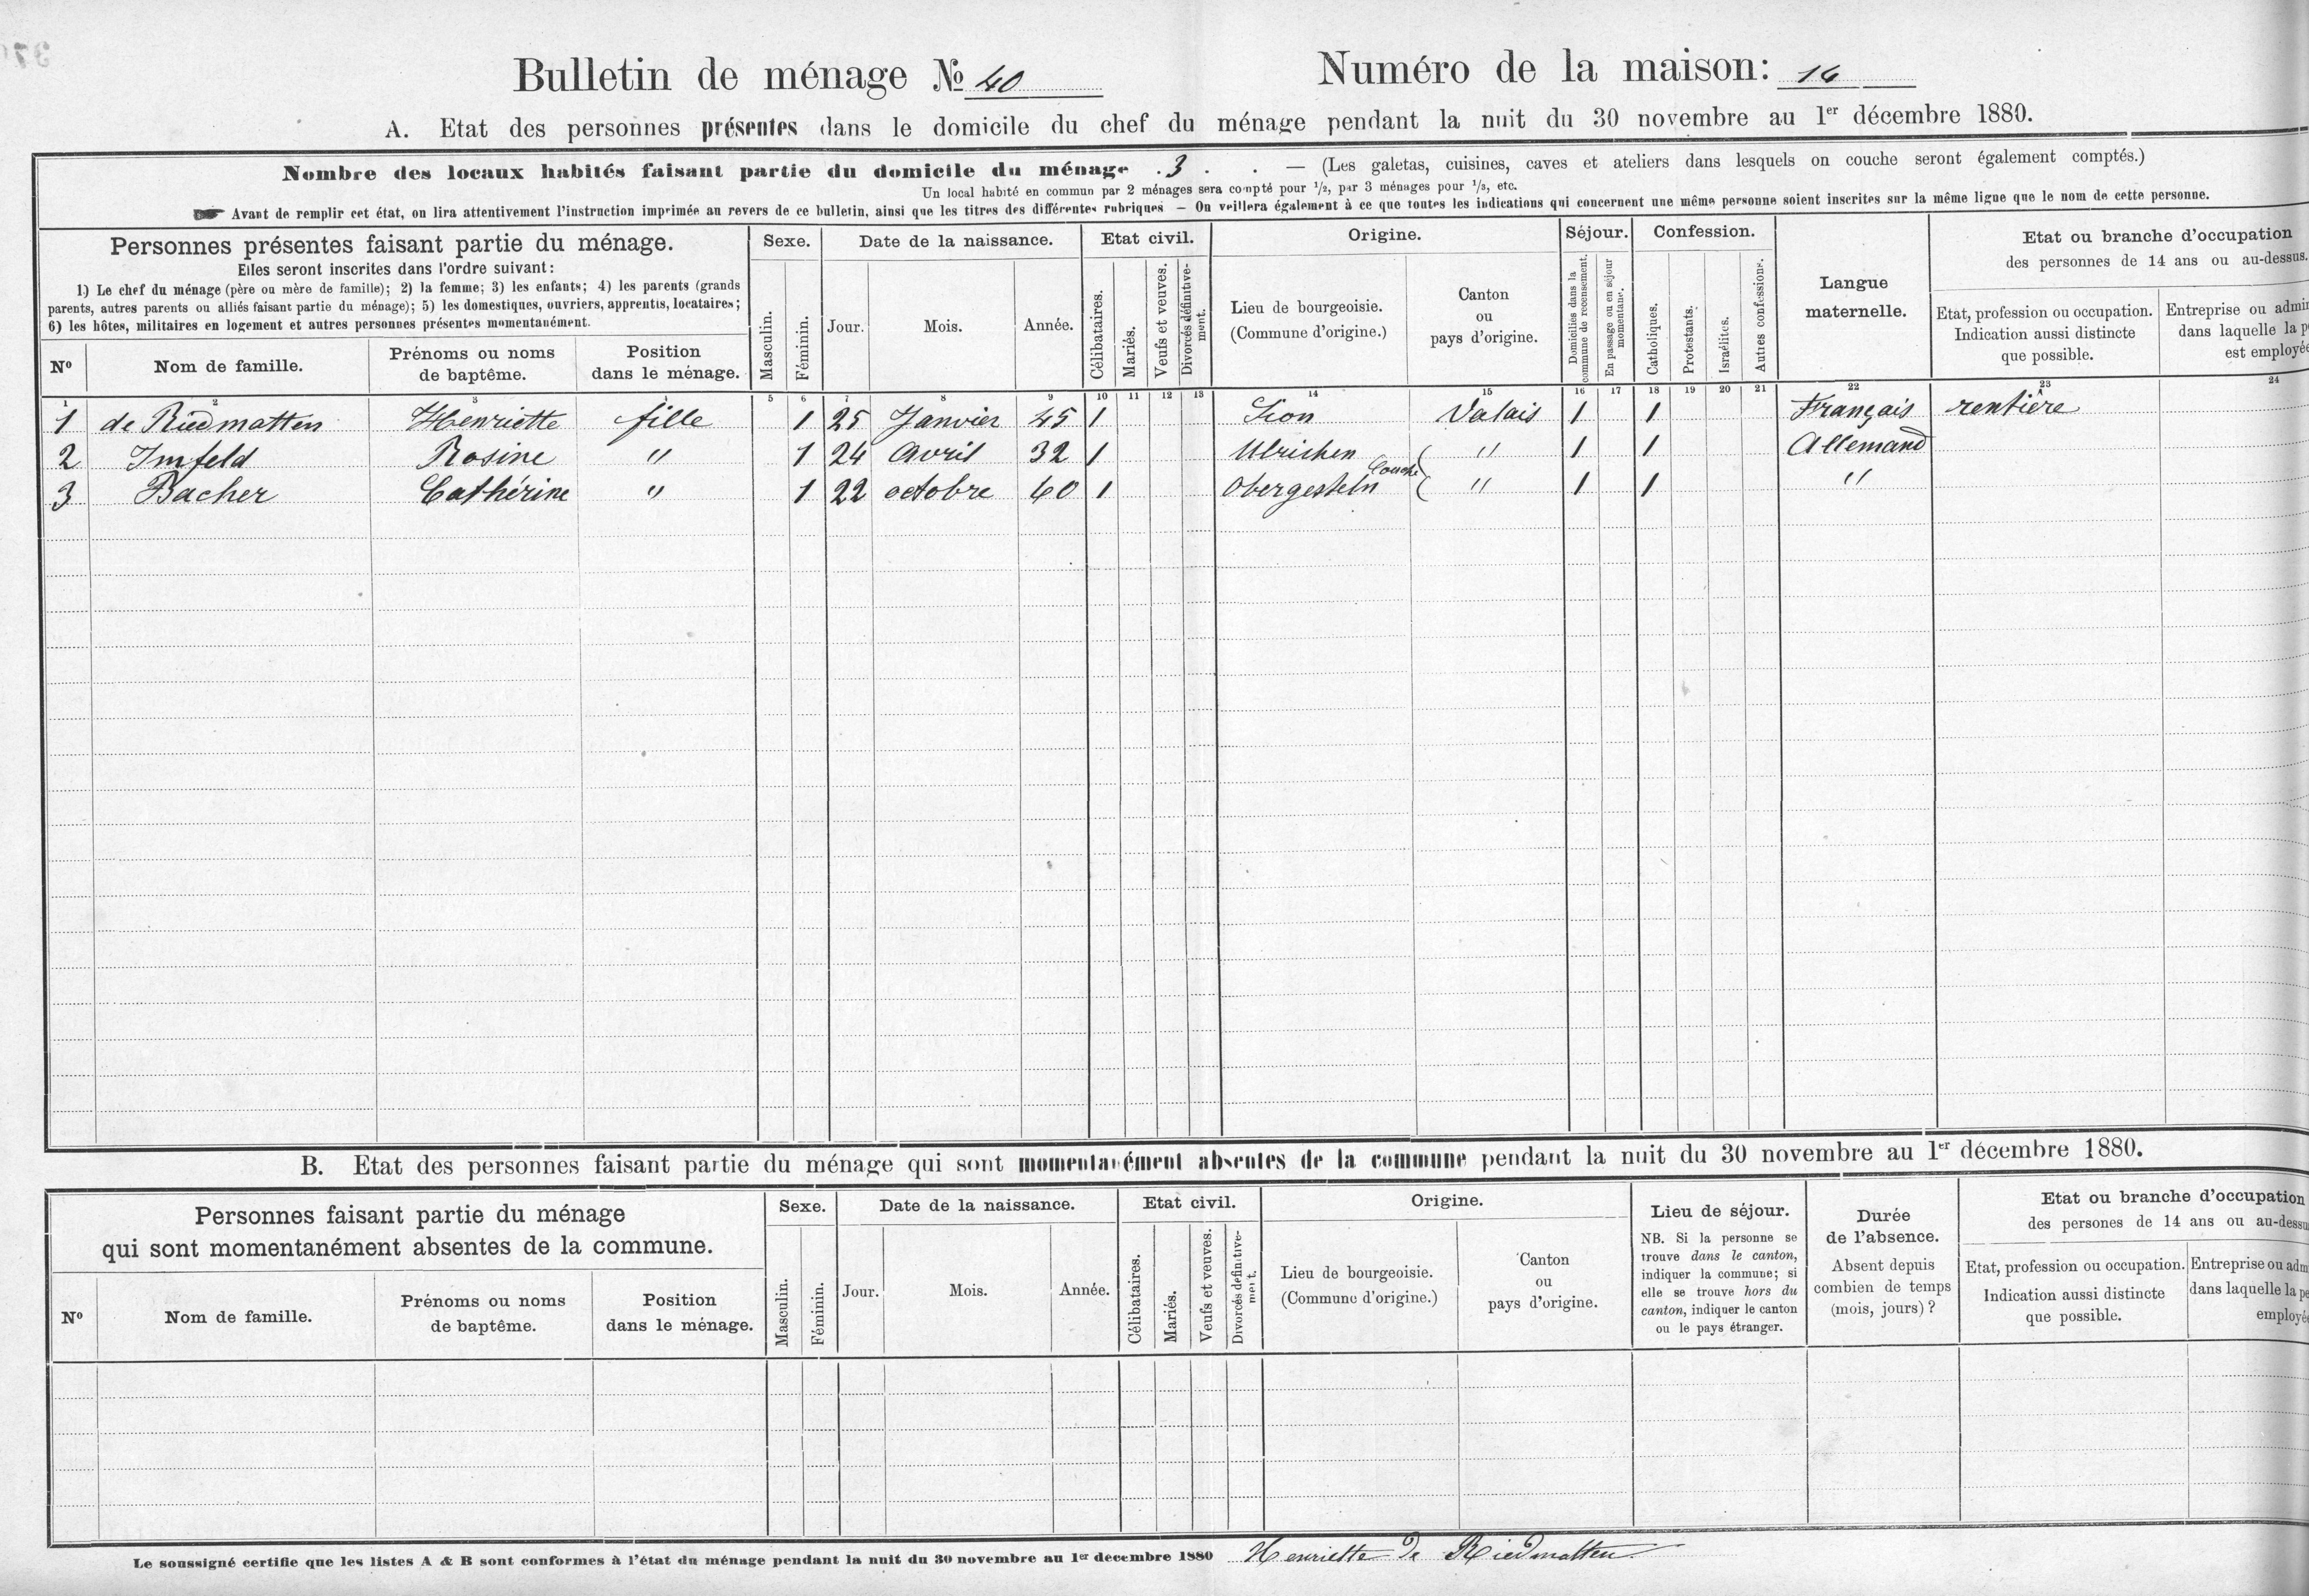 Bulletin de ménage № 40 Numéro de la maison: 14
A. Etat des personnes présentes dans le domicile du chef du ménage pendant la nuit du 30 novembre au 1er décembre 1880.
Nombre des locaux habités faisant partie du domicile du ménage . 3 . . — (Les galetas, cuisines, caves et ateliers dans lesquels on couche seront également comptés.)
Un local habité en commun par 2 ménages sera compté pour 1/2, par 3 ménages pour 1/3, etc.
☛ Avant de remplir cet état, on lira attentivement l'instruction imprimée au revers de ce bulletin, ainsi que les titres des différentes rubriques — On veillera également à ce que toutes les indications qui concernent une même personne soient inscrites sur la même ligne que le nom de cette personne.
Personnes présentes faisant partie du ménage.
Elles seront inscrites dans l'ordre suivant:
1) Le chef du ménage (père ou mère de famille); 2) la femme; 3) les enfants; 4) les parents (grands
parents, autres parents ou alliés faisant partie du ménage); 5) les domestiques, ouvriers, apprentis, locataires;
6) les hôtes, militaires en logement et autres personnes présentes momentanément.
Nº
Nom de famille.
Prénoms ou noms
de baptême.
Position
dans le ménage.
Sexe.
Masculin.
Féminin.
Date de la naissance.
Jour.
Mois.
Année.
Etat civil.
Célibataires.
Mariés.
Veufs et veuves.
Divorcés définitive-
ment.
Origine.
Lieu de bourgeoisie.
(Commune d'origine.)
Canton
ou
pays d'origine.
Séjour.
Domiciliés dans la
commune de recensement.
En passage ou en séjour
momentané.
Confession.
Catholiques.
Protestants.
Israélites.
Autres confessions.
Langue
maternelle.
Etat ou branche d'occupation
des personnes de 14 ans ou au-dessus.
Etat, profession ou occupation.
Indication aussi distincte
que possible.
Entreprise ou admin
dans laquelle la p
est employée
1 2 3 4 5 6 7 8 9 10 11 12 13 14 15 16 17 18 19 20 21 22 23 24
1 de Riedmatten Henriette fille 1 25 Janvier 45 1 Sion Valais 1 1 Français rentière
2 Imfeld Rosine " 1 24 Avril 32 1 Ulrichen " 1 1 Allemand
3 Bacher Cathérine " 1 22 octobre 40 1 Obergesteln Conche " 1 1 "
B. Etat des personnes faisant partie du ménage qui sont momentanément absentes de la commune pendant la nuit du 30 novembre au 1er décembre 1880.
Personnes faisant partie du ménage
qui sont momentanément absentes de la commune.
Nº
Nom de famille.
Prénoms ou noms
de baptême.
Position
dans le ménage.
Sexe.
Masculin.
Féminin.
Date de la naissance.
Jour.
Mois.
Année.
Etat civil.
Célibataires.
Mariés.
Veufs et veuves.
Divorcés définitive-
ment.
Origine.
Lieu de bourgeoisie.
(Commune d'origine.)
Canton
ou
pays d'origine.
Lieu de séjour.
NB. Si la personne se
trouve dans le canton,
indiquer la commune; si
elle se trouve hors du
canton, indiquer le canton
ou le pays étranger.
Durée
de l'absence.
Absent depuis
combien de temps
(mois, jours)?
Etat ou branche d'occupation
des persones de 14 ans ou au-dessu
Etat, profession ou occupation.
Indication aussi distincte
que possible.
Entreprise ou adm
dans laquelle la pe
employée
Le soussigné certifie que les listes A & B sont conformes à l'état du ménage pendant la nuit du 30 novembre au 1er decembre 1880 Henriette de Riedmatten